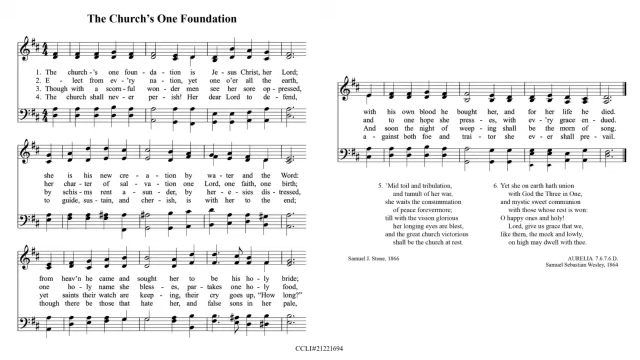 The Church's One Foundation
1. The church-'s one foun - da - tion is Je - sus Christ, her Lord;
2. E - lect from ev - 'ry na - tion, yet one o'er all the earth,
3. Though with a scorn-ful won - der men see her sore op - pressed,
4. The church shall nev - er per - ish! Her dear Lord to de - fend,
she is his new cre - a - tion by wa - ter and the Word:
her char - ter of sal - va - tion one Lord, one faith, one birth;
by schisms rent a - sun - der, by her - e - sies dis - tressed,
to guide, sus - tain, and cher - ish, is with her to the end;
from heav'n he came and sought her to be his ho - ly bride;
one ho - ly name she bless - es, par - takes one ho - ly food,
yet saints their watch are keep - ing, their cry goes up, "How long?"
though there be those that hate her, and false sons in her pale,
with his own blood he bought her, and for her life he died.
and to one hope she press - es, with ev - 'ry grace en - dued.
And soon the night of weep - ing shall be the morn of song.
a - gainst both foe and trai - tor she ev - er shall pre - vail.
5. 'Mid toil and tribulation,
and tumult of her war,
she waits the consummation
of peace forevermore;
till with the vision glorious
her longing eyes are blest,
and the great church victorious
shall be the church at rest.
6. Yet she on earth hath union
with God the Three in One,
and mystic sweet communion
with those whose rest is won:
O happy ones and holy!
Lord, give us grace that we,
like them, the meek and lowly,
on high may dwell with thee.
Samuel J. Stone, 1866
AURELIA 7.6.7.6.D.
Samuel Sebastian Wesley, 1864
CCLI#21221694